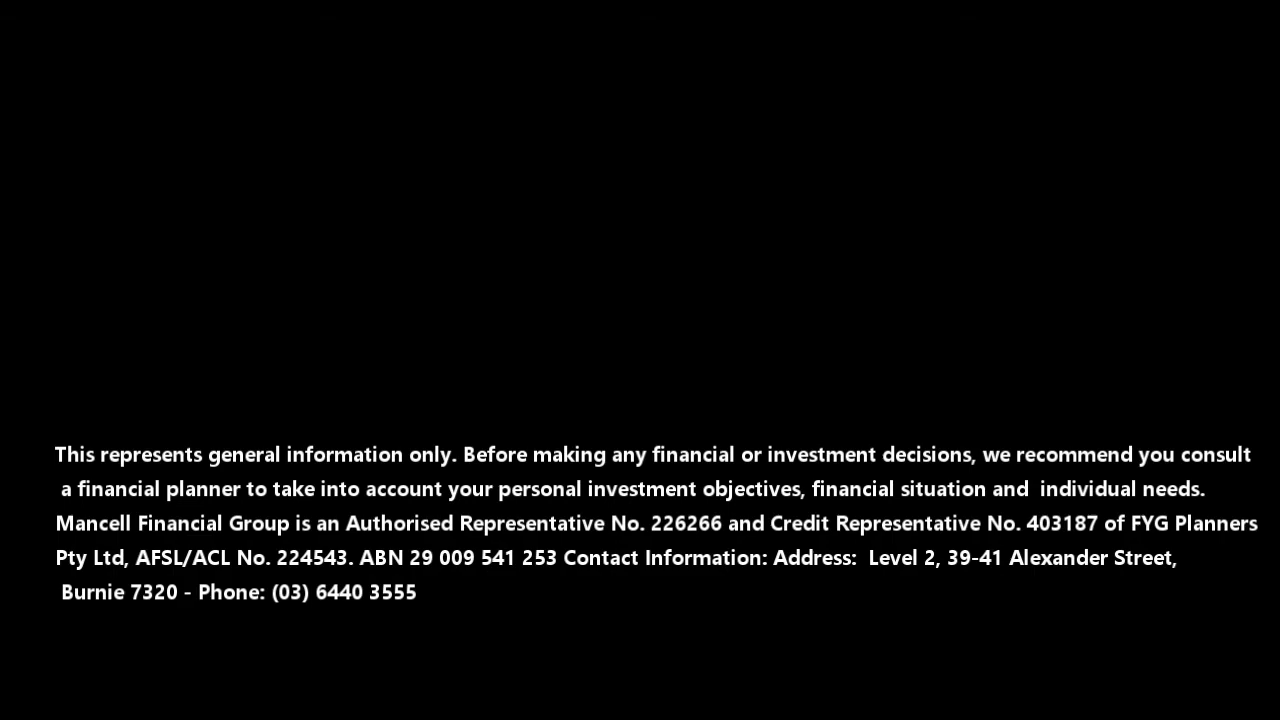 This represents general information only. Before making any financial or investment decisions, we recommend you consult
a financial planner to take into account your personal investment objectives, financial situation and  individual needs.
Mancell Financial Group is an Authorised Representative No. 226266 and Credit Representative No. 403187 of FYG Planners
Pty Ltd, AFSL/ACL No. 224543. ABN 29 009 541 253 Contact Information: Address:  Level 2, 39-41 Alexander Street,
Burnie 7320 - Phone: (03) 6440 3555